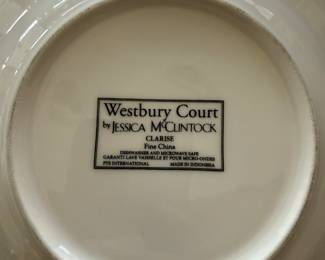 Westbury Court
by JESSICA McCLINTOCK
CLARISE
Fine China
DISHWASHER AND MICROWAVE SAFE
GARANTI LAVE VAISSELLE ET FOUR MICRO-ONDES
PTS INTERNATIONAL MADE IN INDONESIA